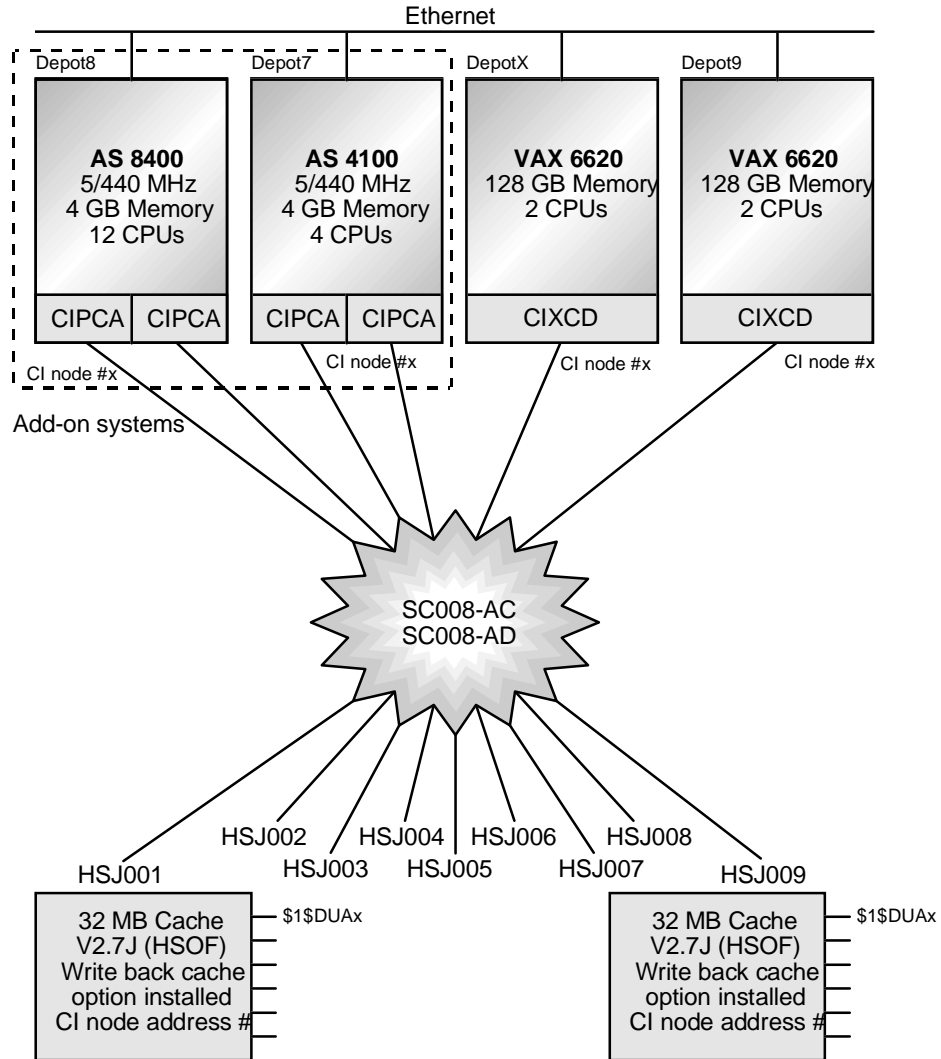 Ethernet
Depot8
Depot7
DepotX
Depot9
AS 8400
5/440 MHz
4 GB Memory
12 CPUs
AS 4100
5/440 MHz
4 GB Memory
4 CPUs
VAX 6620
128 GB Memory
2 CPUs
VAX 6620
128 GB Memory
2 CPUs
CIPCA
CIPCA
CIPCA
CIPCA
CIXCD
CIXCD
CI node #x
CI node #x
CI node #x
CI node #x
Add-on systems
SC008-AC
SC008-AD
HSJ001
HSJ002
HSJ003
HSJ004
HSJ005
HSJ006
HSJ007
HSJ008
HSJ009
32 MB Cache
V2.7J (HSOF)
Write back cache
option installed
CI node address #
$1$DUAx
32 MB Cache
V2.7J (HSOF)
Write back cache
option installed
CI node address #
$1$DUAx